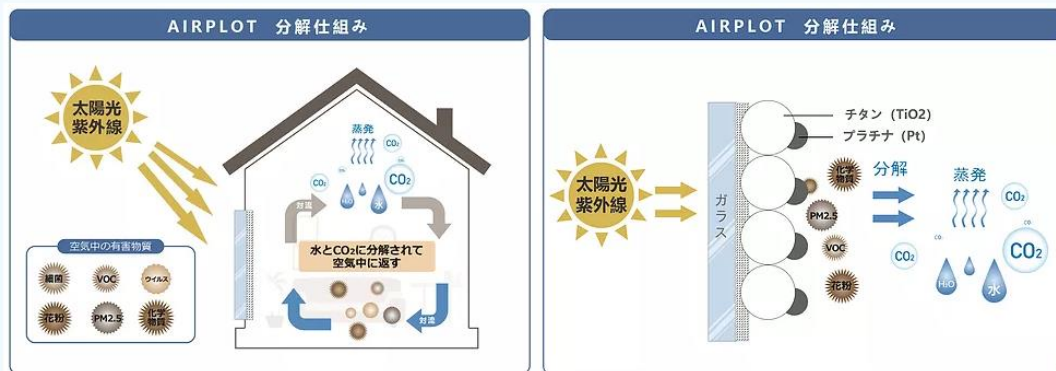 AIRPLOT 分解仕組み
太陽光
紫外線
蒸発
CO₂
CO₂
CO₂
H₂O
水
対流
水とCO₂に分解されて
空気中に返す
対流
空気中の有害物質
細菌
VOC
ウイルス
花粉
PM2.5
化学
物質
AIRPLOT 分解仕組み
太陽光
紫外線
ガラス
チタン (TiO2)
プラチナ (Pt)
化学
物質
PM2.5
VOC
花粉
分解
蒸発
CO₂
CO₂
CO₂
CO₂
H₂O
水